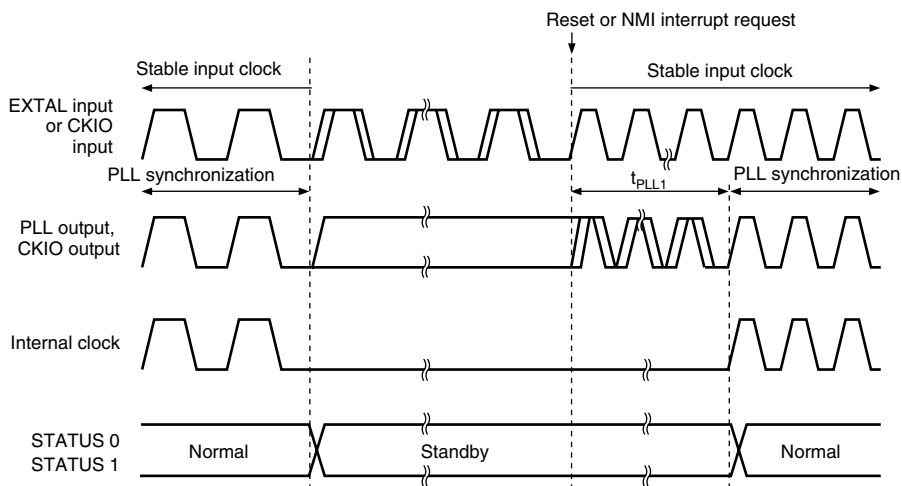 Reset or NMI interrupt request
Stable input clock
Stable input clock
EXTAL input
or CKIO
input
PLL synchronization
tPLL1
PLL synchronization
PLL output,
CKIO output
Internal clock
STATUS 0
STATUS 1
Normal
Standby
Normal